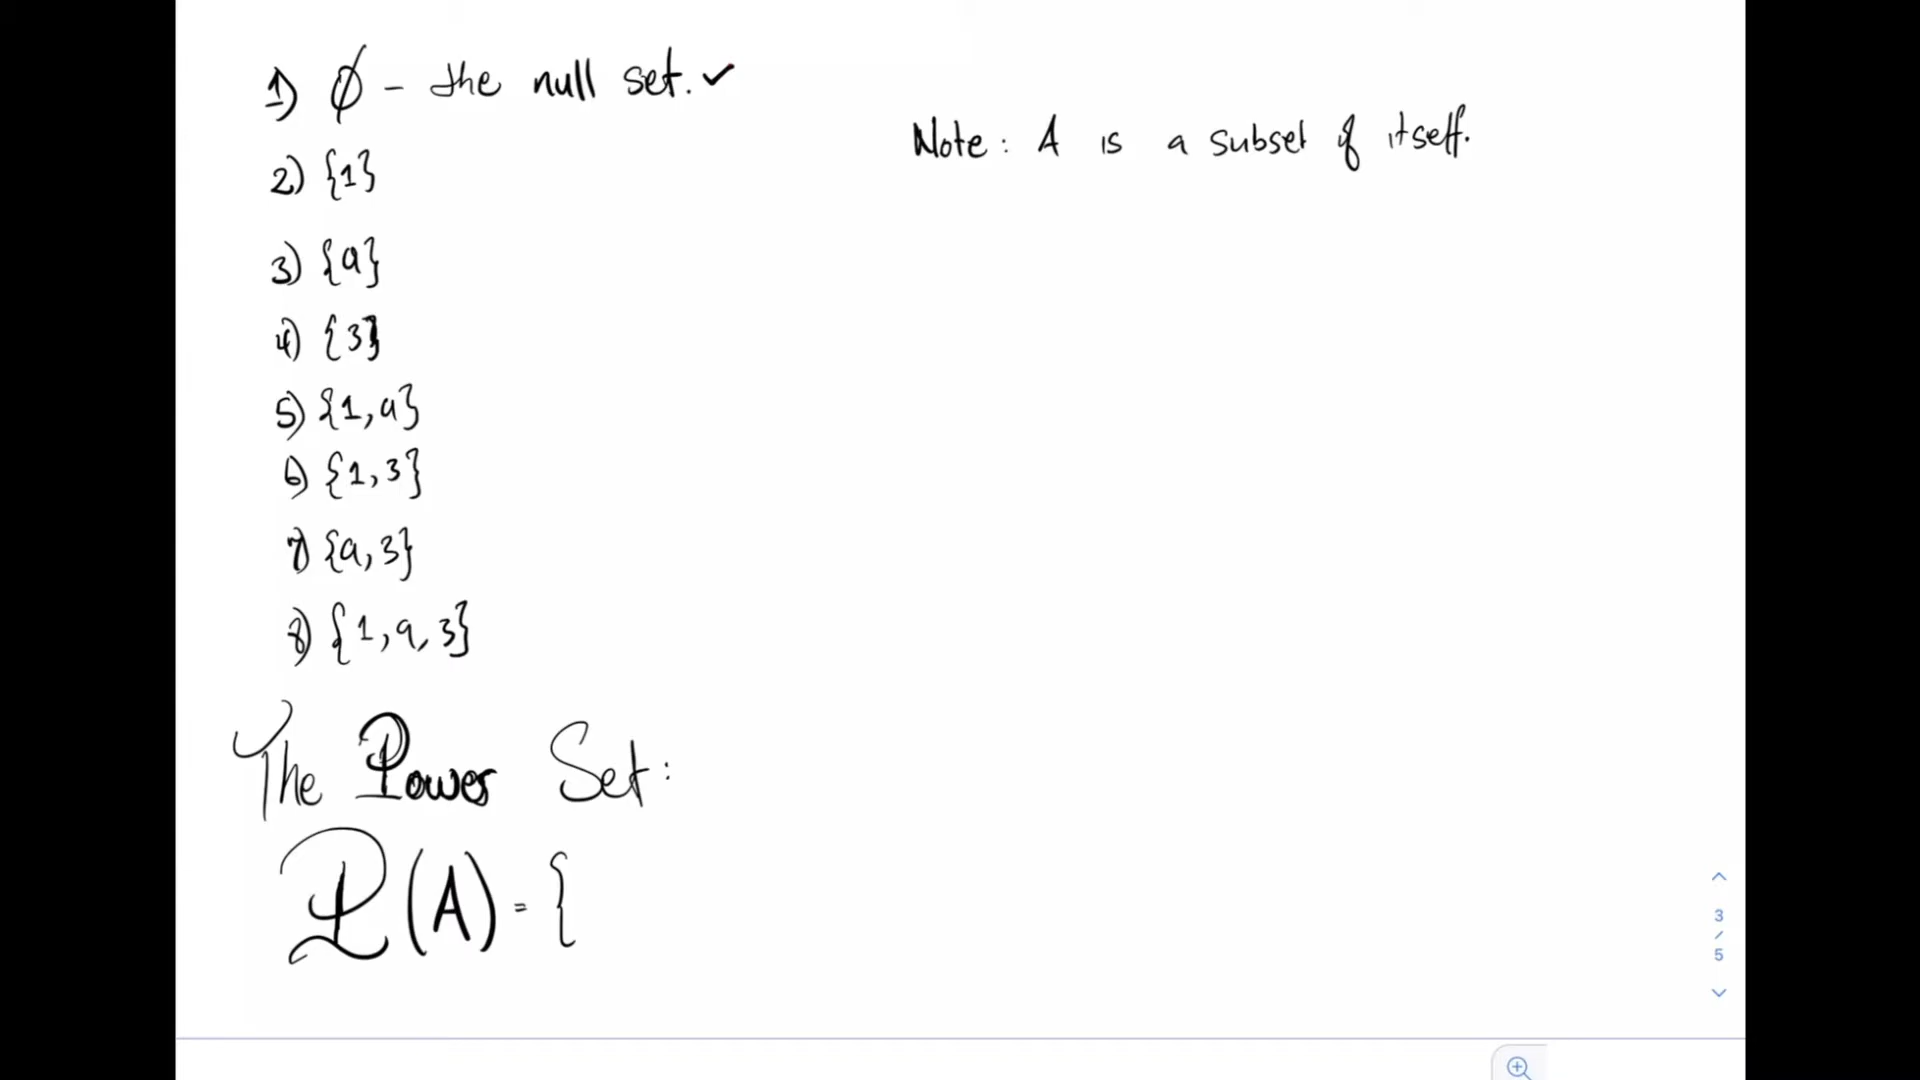 1) ∅ - the null set. ✓
Note: A is a subset of itself.
2) {1}
3) {a}
4) {3}
5) {1,a}
6) {1,3}
7) {a,3}
8) {1,a,3}
The Power Set:
P(A) = {
3
/
5